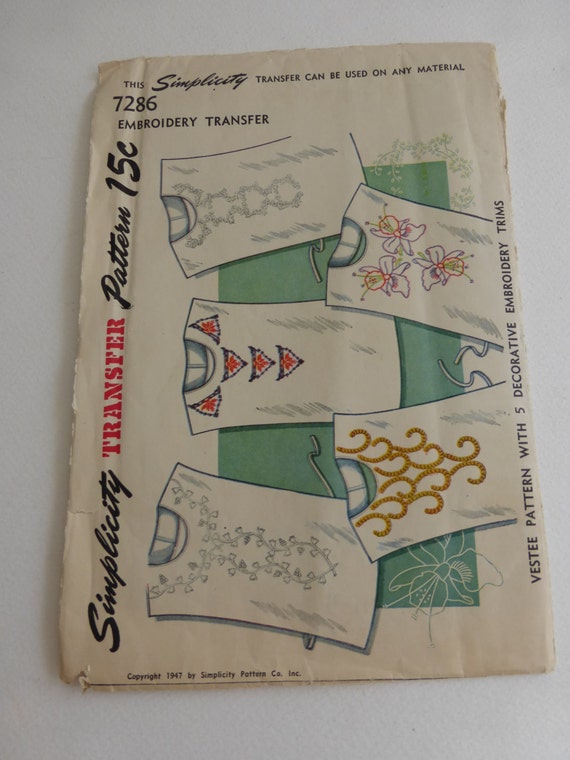 THIS Simplicity TRANSFER CAN BE USED ON ANY MATERIAL
7286
EMBROIDERY TRANSFER
Simplicity TRANSFER Pattern 15c
VESTEE PATTERN WITH 5 DECORATIVE EMBROIDERY TRIMS
Copyright 1947 by Simplicity Pattern Co. Inc.